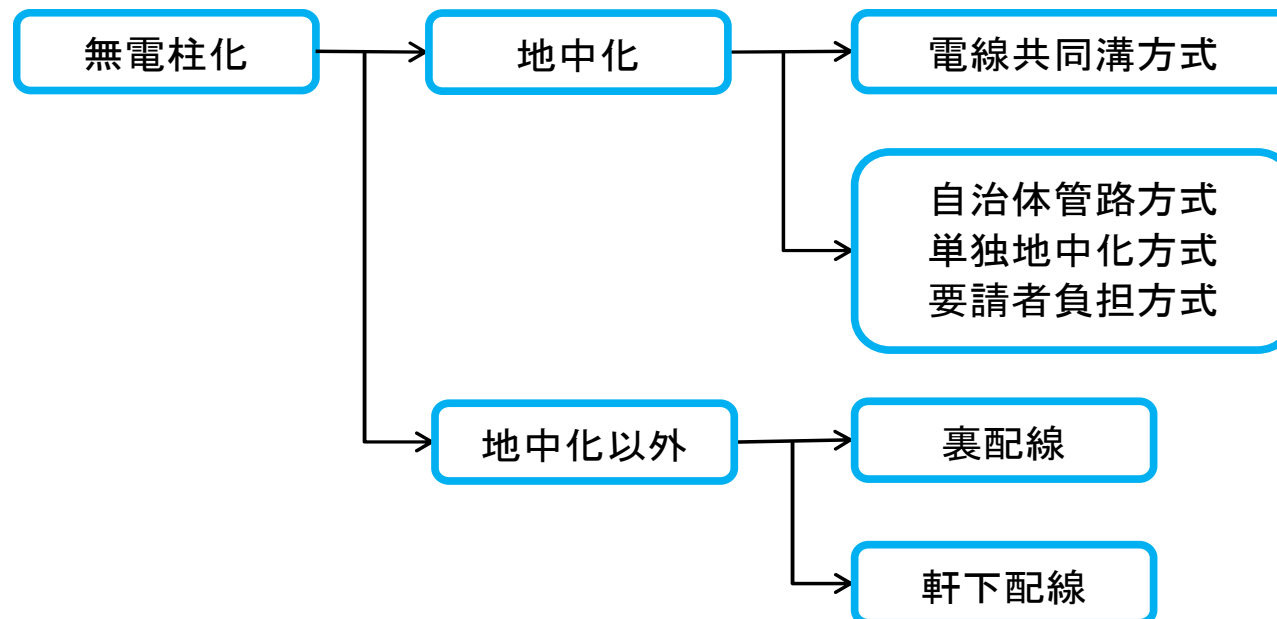 無電柱化
地中化
電線共同溝方式
自治体管路方式
単独地中化方式
要請者負担方式
地中化以外
裏配線
軒下配線